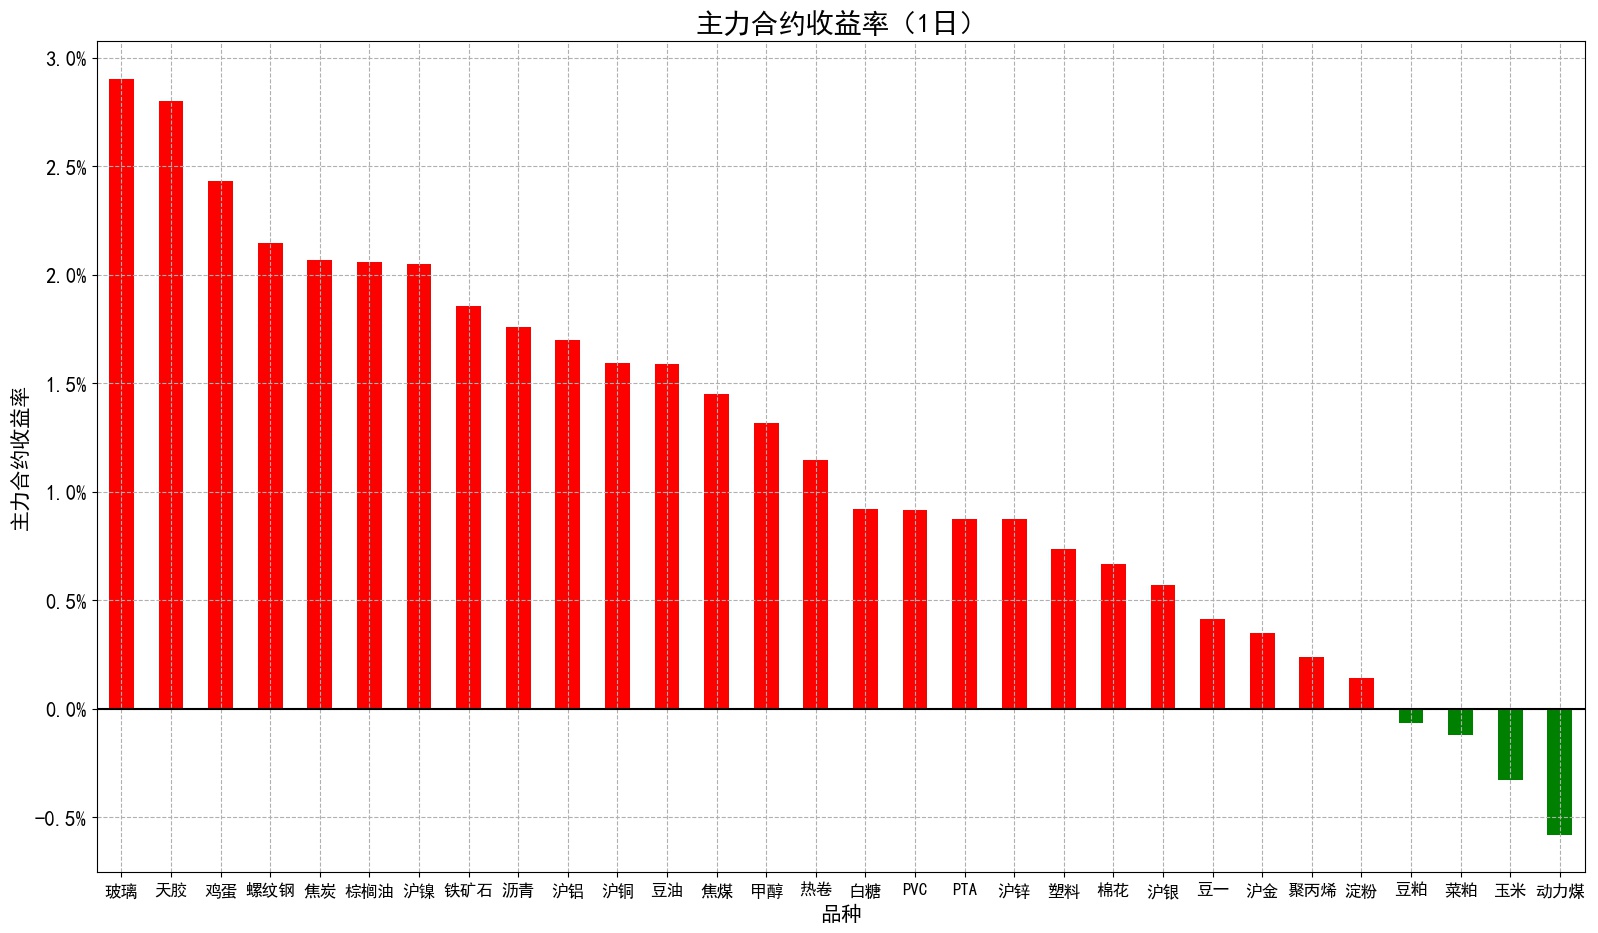 主力合约收益率（1日）
3.0%
2.5%
2.0%
1.5%
1.0%
0.5%
0.0%
−0.5%
主力合约收益率
玻璃 天胶 鸡蛋 螺纹钢 焦炭 棕榈油 沪镍 铁矿石 沥青 沪铝 沪铜 豆油 焦煤 甲醇 热卷 白糖 PVC PTA 沪锌 塑料 棉花 沪银 豆一 沪金 聚丙烯 淀粉 豆粕 菜粕 玉米 动力煤
品种